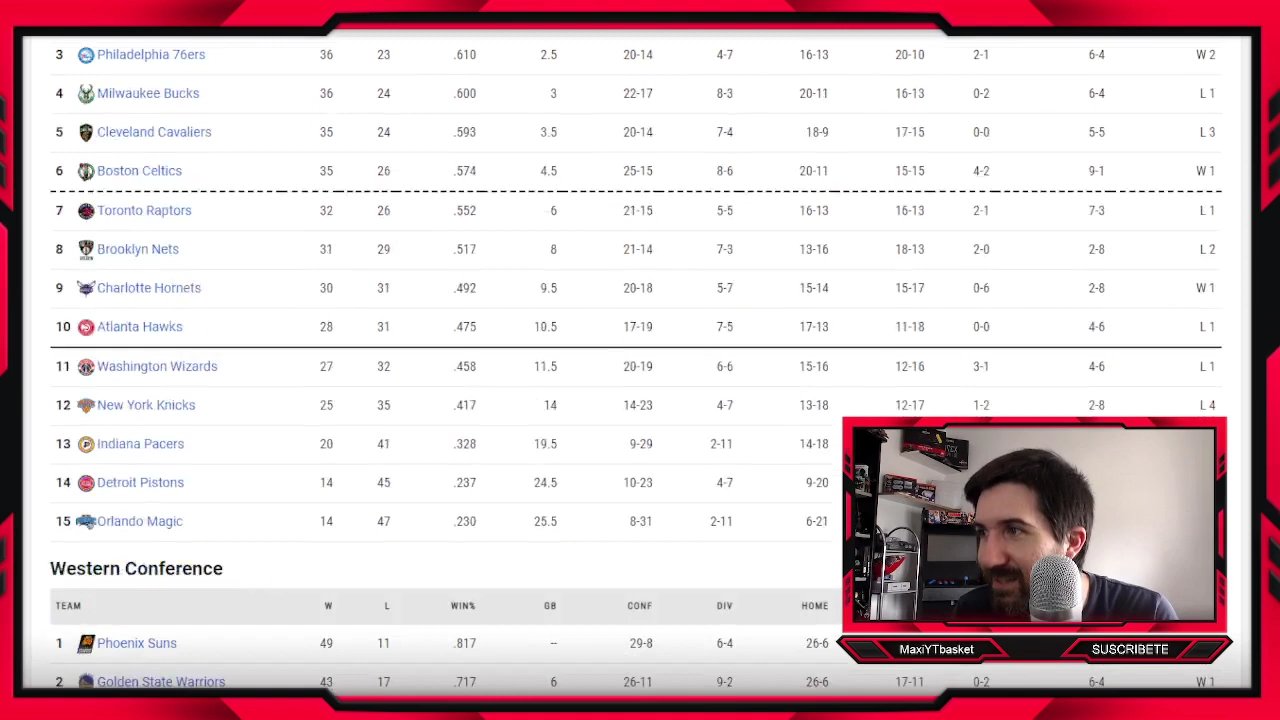 3 Philadelphia 76ers 36 23 .610 2.5 20-14 4-7 16-13 20-10 2-1 6-4 W 2
4 Milwaukee Bucks 36 24 .600 3 22-17 8-3 20-11 16-13 0-2 6-4 L 1
5 Cleveland Cavaliers 35 24 .593 3.5 20-14 7-4 18-9 17-15 0-0 5-5 L 3
6 Boston Celtics 35 26 .574 4.5 25-15 8-6 20-11 15-15 4-2 9-1 W 1
7 Toronto Raptors 32 26 .552 6 21-15 5-5 16-13 16-13 2-1 7-3 L 1
8 Brooklyn Nets 31 29 .517 8 21-14 7-3 13-16 18-13 2-0 2-8 L 2
9 Charlotte Hornets 30 31 .492 9.5 20-18 5-7 15-14 15-17 0-6 2-8 W 1
10 Atlanta Hawks 28 31 .475 10.5 17-19 7-5 17-13 11-18 0-0 4-6 L 1
11 Washington Wizards 27 32 .458 11.5 20-19 6-6 15-16 12-16 3-1 4-6 L 1
12 New York Knicks 25 35 .417 14 14-23 4-7 13-18 12-17 1-2 2-8 L 4
13 Indiana Pacers 20 41 .328 19.5 9-29 2-11 14-18
14 Detroit Pistons 14 45 .237 24.5 10-23 4-7 9-20
15 Orlando Magic 14 47 .230 25.5 8-31 2-11 6-21
Western Conference
TEAM W L WIN% GB CONF DIV HOME
1 Phoenix Suns 49 11 .817 -- 29-8 6-4 26-6
2 Golden State Warriors 43 17 .717 6 26-11 9-2 26-6 17-11 0-2 6-4 W 1
MaxiYTbasket SUSCRIBETE